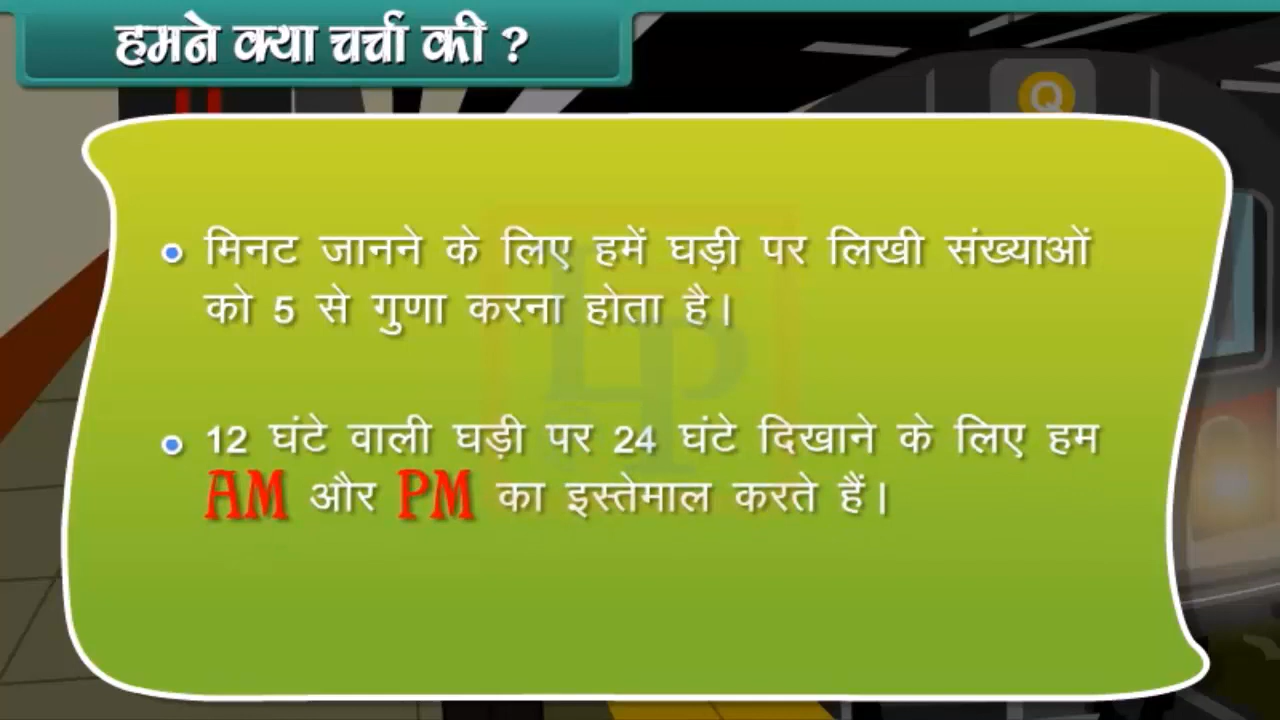 हमने क्या चर्चा की ?
Q
मिनट जानने के लिए हमें घड़ी पर लिखी संख्याओं
को 5 से गुणा करना होता है।
12 घंटे वाली घड़ी पर 24 घंटे दिखाने के लिए हम
AM और PM का इस्तेमाल करते हैं।